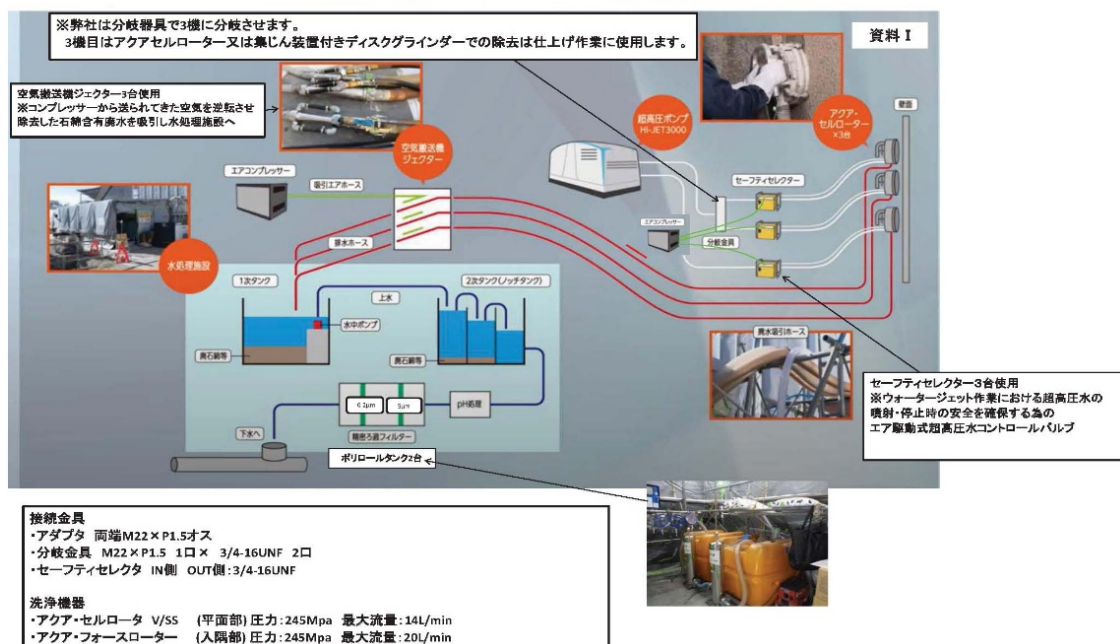 ※弊社は分岐器具で3機に分岐させます。
3機目はアクアセルローター又は集じん装置付きディスクグラインダーでの除去は仕上げ作業に使用します。
資料Ⅰ
空気搬送機ジェクター3台使用
※コンプレッサーから送られてきた空気を逆転させ
除去した石綿含有廃水を吸引し水処理施設へ
空気搬送機
ジェクター
超高圧ポンプ
HI-JET3000
アクア・
セルローター
×3台
壁面
エアコンプレッサー
吸引エアホース
セーフティセレクター
エアコンプレッサー
分岐金具
排水ホース
水処理施設
1次タンク
上水
2次タンク(ノッチタンク)
水中ポンプ
廃石綿等
廃石綿等
廃水吸引ホース
0.2μm
5μm
pH処理
下水へ
精密ろ過フィルター
ポリロールタンク2台
セーフティセレクター3台使用
※ウォータージェット作業における超高圧水の
噴射・停止時の安全を確保する為の
エア駆動式超高圧水コントロールバルブ
接続金具
・アダプタ 両端M22×P1.5オス
・分岐金具 M22×P1.5 1口× 3/4-16UNF 2口
・セーフティセレクタ IN側 OUT側:3/4-16UNF
洗浄機器
・アクア・セルロータ V/SS (平面部) 圧力:245Mpa 最大流量:14L/min
・アクア・フォースローター (入隅部) 圧力:245Mpa 最大流量:20L/min